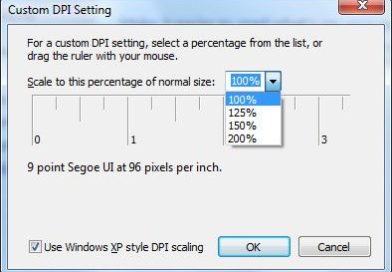 Custom DPI Setting
For a custom DPI setting, select a percentage from the list, or
drag the ruler with your mouse.
Scale to this percentage of normal size: 100%
100%
125%
150%
200%
0 1 3
9 point Segoe UI at 96 pixels per inch.
Use Windows XP style DPI scaling OK Cancel